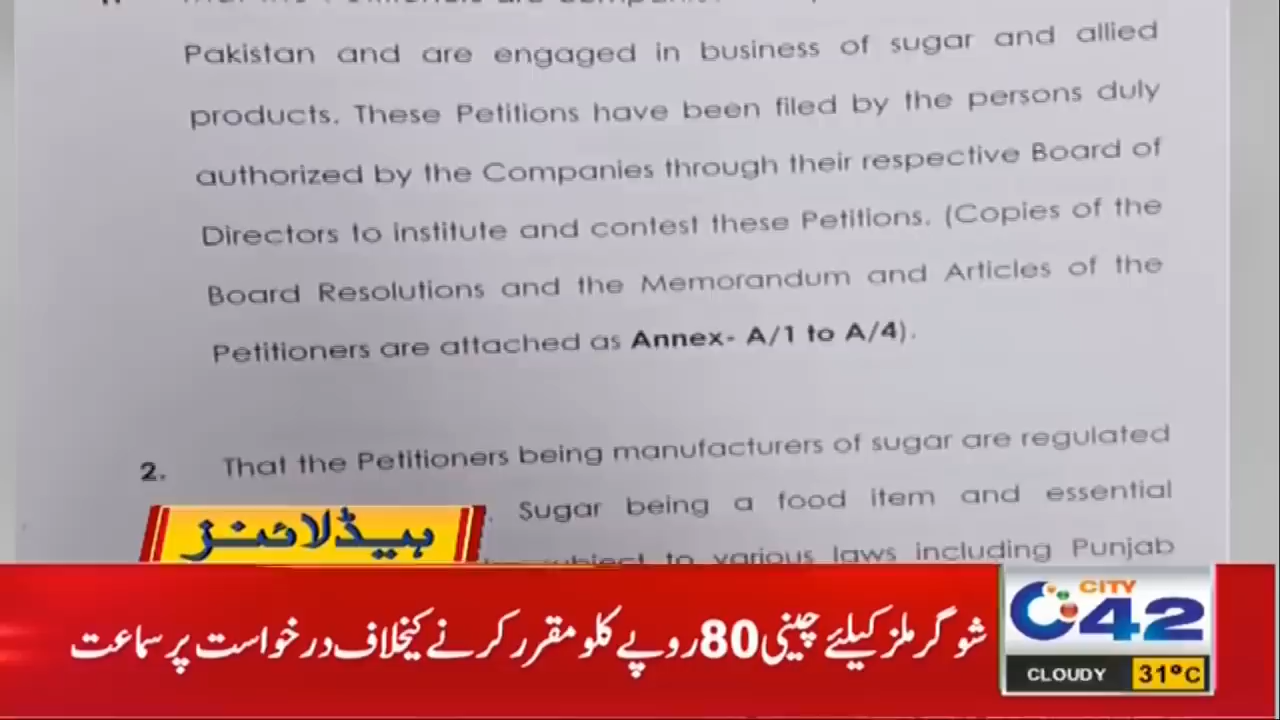 Pakistan and are engaged in business of sugar and allied
products. These Petitions have been filed by the persons duly
authorized by the Companies through their respective Board of
Directors to institute and contest these Petitions. (Copies of the
Board Resolutions and the Memorandum and Articles of the
Petitioners are attached as Annex- A/1 to A/4).
2. That the Petitioners being manufacturers of sugar are regulated
Sugar being a food item and essential
subject to various laws including Punjab
ہیڈلائنز
شوگر ملز کیلئے چینی 80 روپے کلو مقرر کرنے کیخلاف درخواست پر سماعت
CITY
42
CLOUDY 31°C